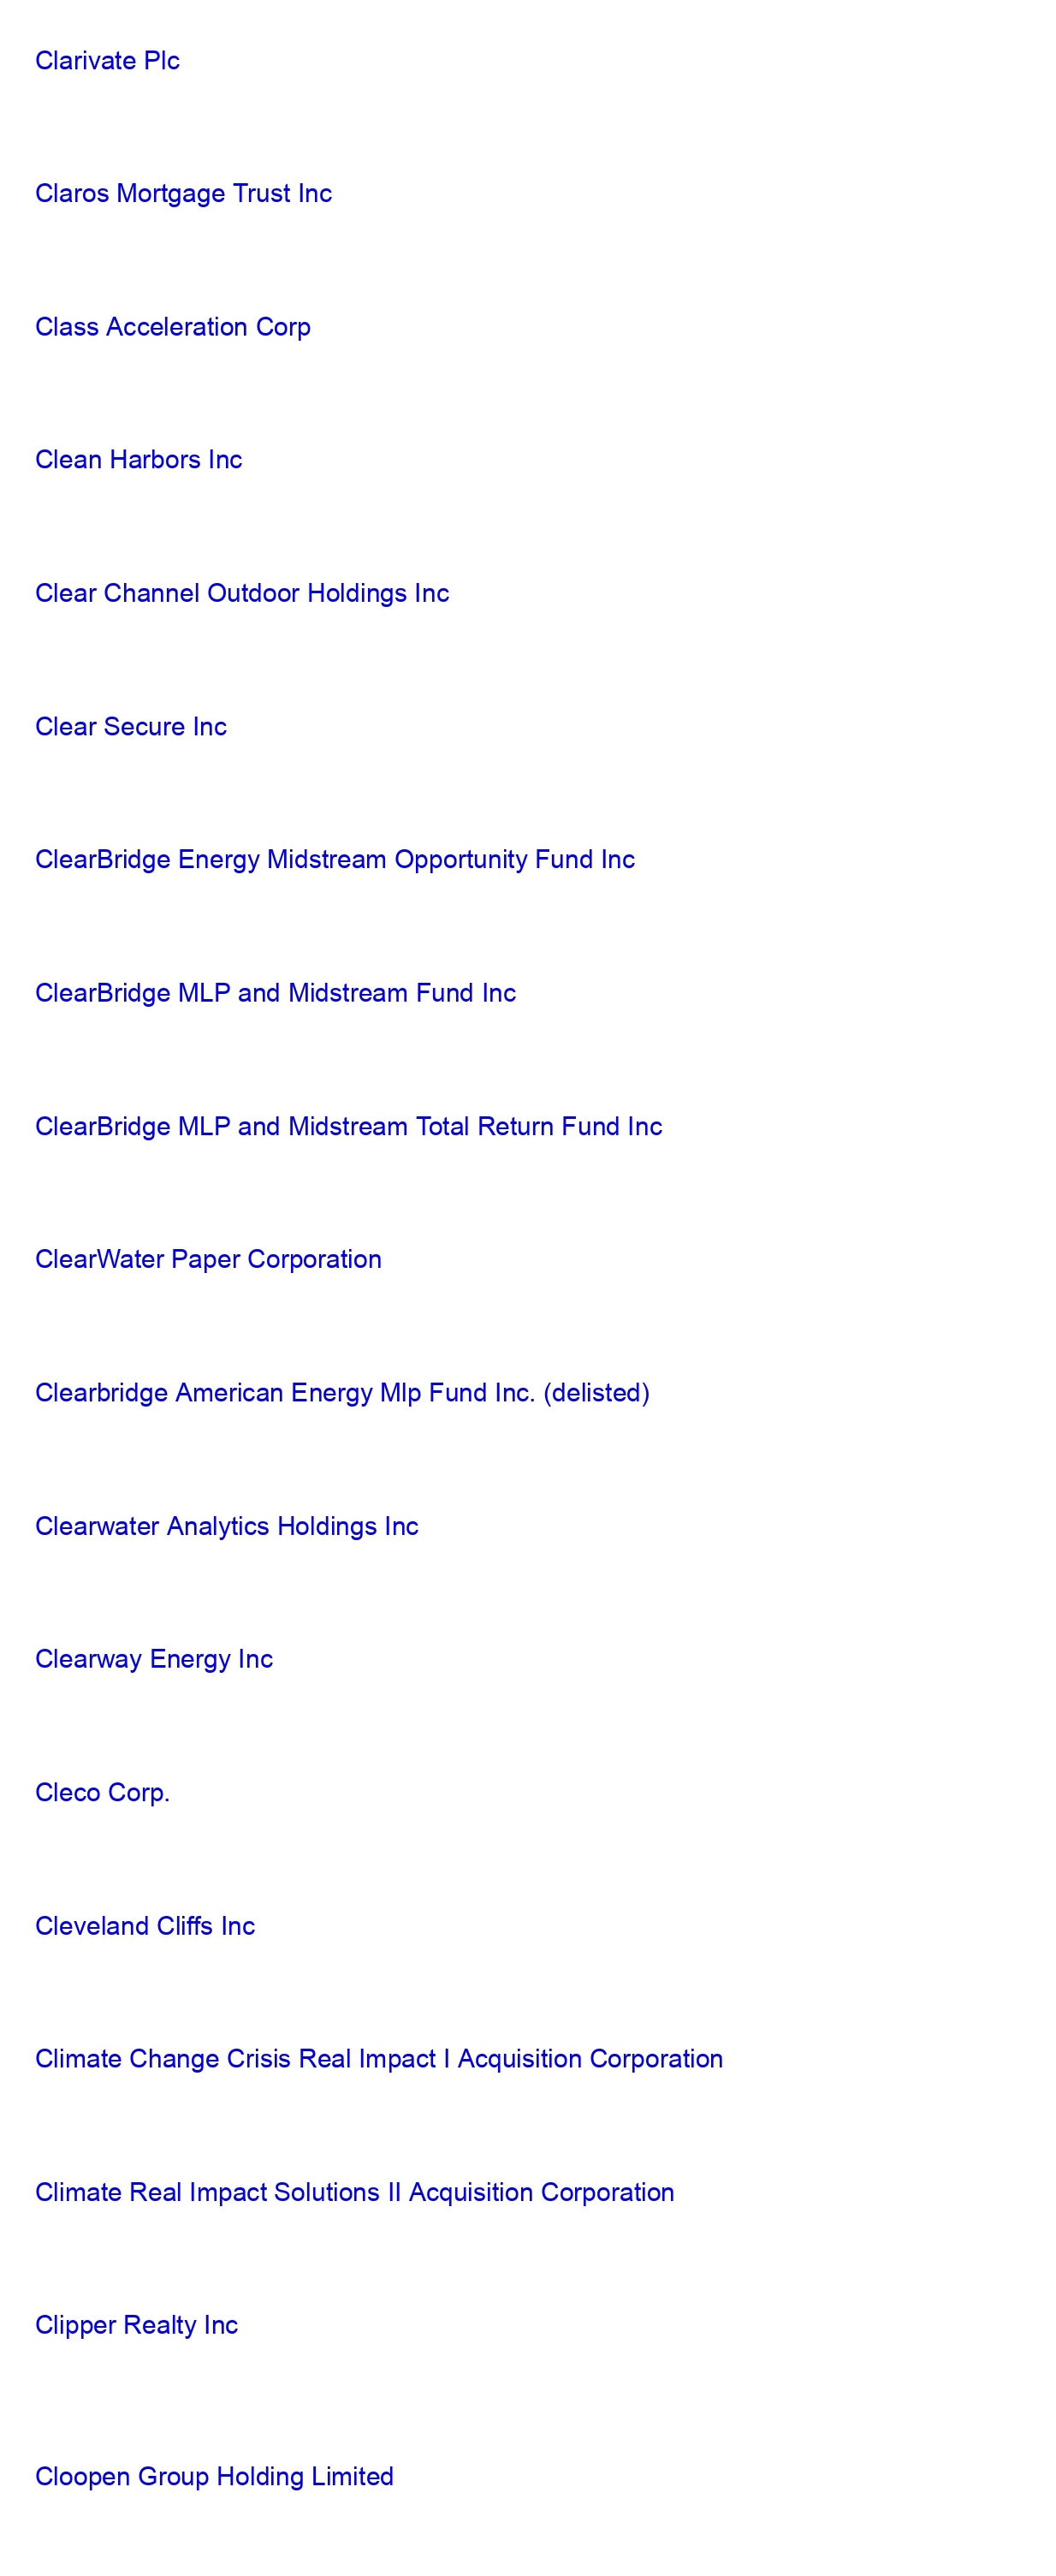 Clarivate Plc
Claros Mortgage Trust Inc
Class Acceleration Corp
Clean Harbors Inc
Clear Channel Outdoor Holdings Inc
Clear Secure Inc
ClearBridge Energy Midstream Opportunity Fund Inc
ClearBridge MLP and Midstream Fund Inc
ClearBridge MLP and Midstream Total Return Fund Inc
ClearWater Paper Corporation
Clearbridge American Energy Mlp Fund Inc. (delisted)
Clearwater Analytics Holdings Inc
Clearway Energy Inc
Cleco Corp.
Cleveland Cliffs Inc
Climate Change Crisis Real Impact I Acquisition Corporation
Climate Real Impact Solutions II Acquisition Corporation
Clipper Realty Inc
Cloopen Group Holding Limited